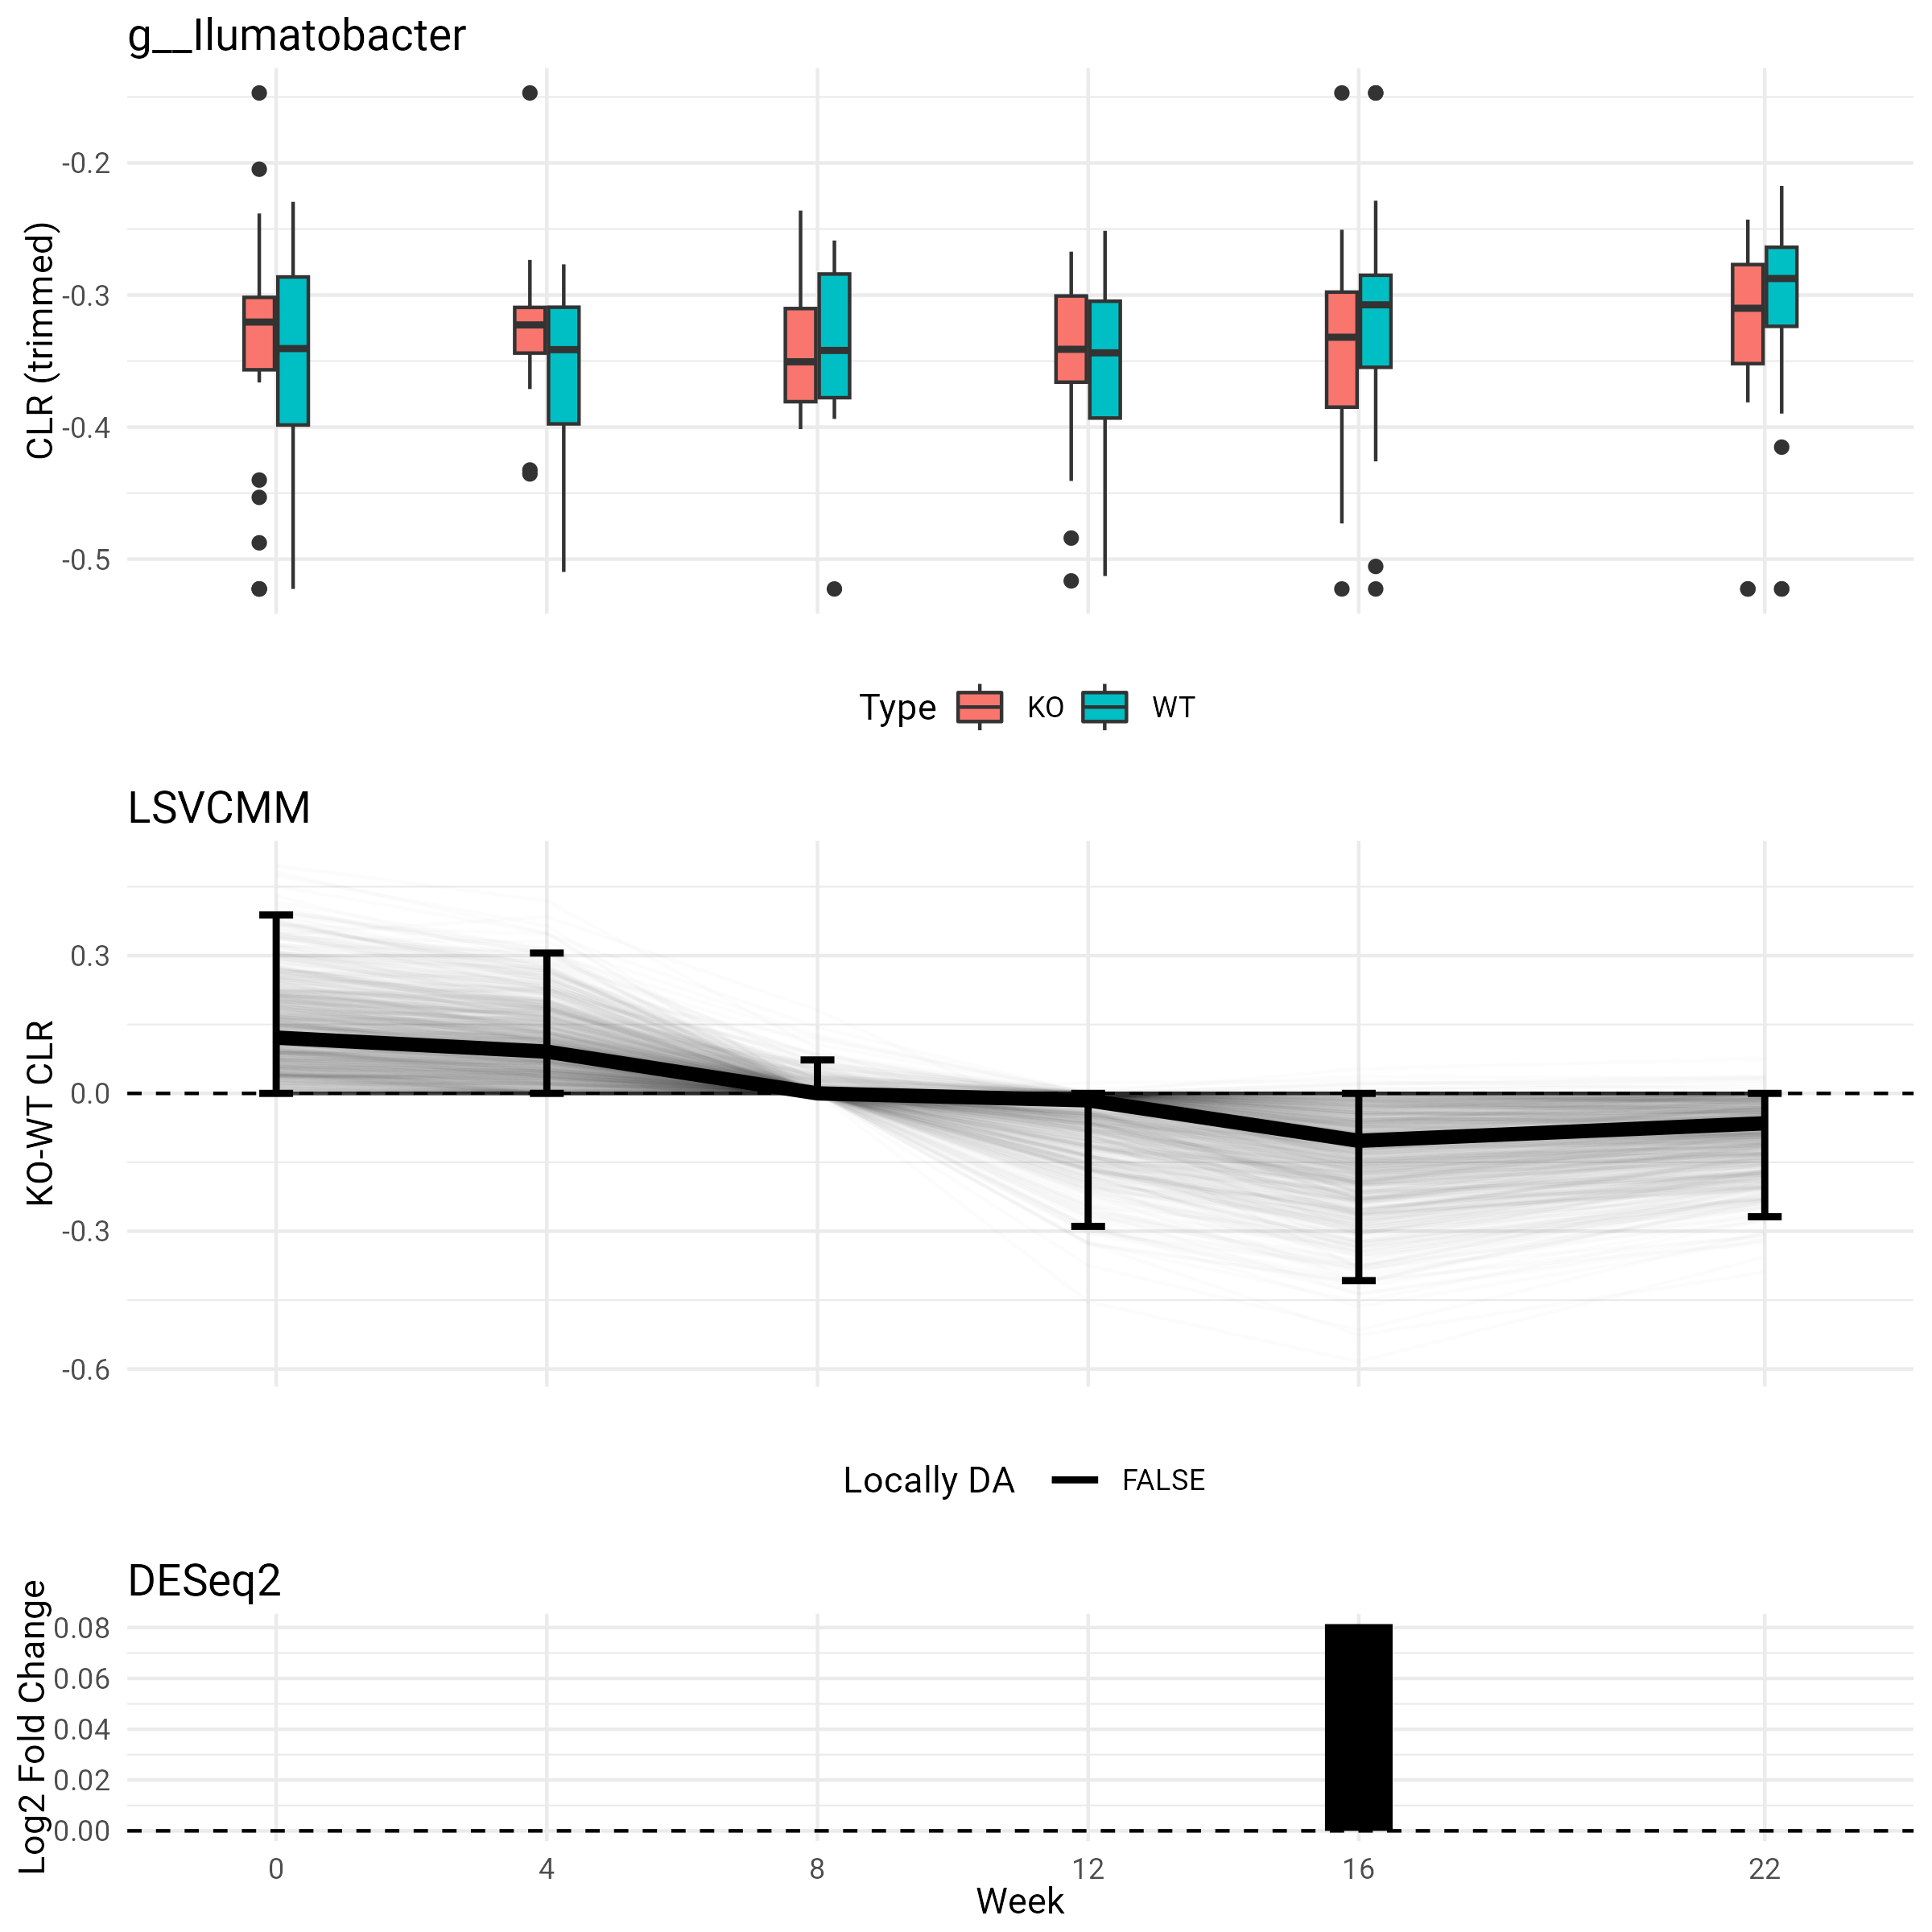 g__Ilumatobacter
CLR (trimmed)
-0.2
-0.3
-0.4
-0.5
Type KO WT
LSVCMM
KO-WT CLR
0.3
0.0
-0.3
-0.6
Locally DA FALSE
DESeq2
Log2 Fold Change
0.08
0.06
0.04
0.02
0.00
0 4 8 12 16 22
Week